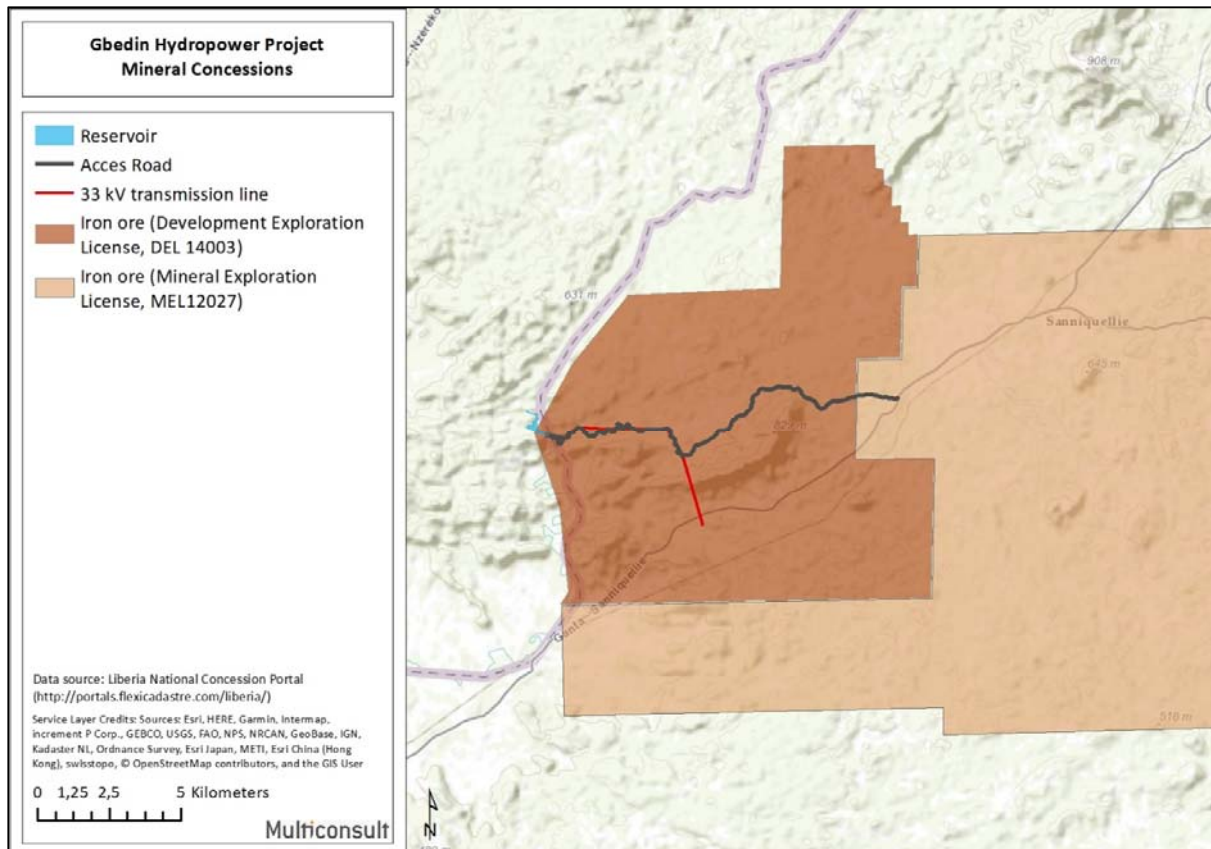 Gbedin Hydropower Project
Mineral Concessions
Reservoir
Acces Road
33 kV transmission line
Iron ore (Development Exploration
License, DEL 14003)
Iron ore (Mineral Exploration
License, MEL12027)
Data source: Liberia National Concession Portal
(http://portals.flexicadastre.com/liberia/)
Service Layer Credits: Sources: Esri, HERE, Garmin, Intermap,
increment P Corp., GEBCO, USGS, FAO, NPS, NRCAN, GeoBase, IGN,
Kadaster NL, Ordnance Survey, Esri Japan, METI, Esri China (Hong
Kong), swisstopo, © OpenStreetMap contributors, and the GIS User
0 1,25 2,5 5 Kilometers
Multiconsult
N
908 m
631 m
Sanniquellie
645 m
829 m
Ganta--Sanniquellie
518 m